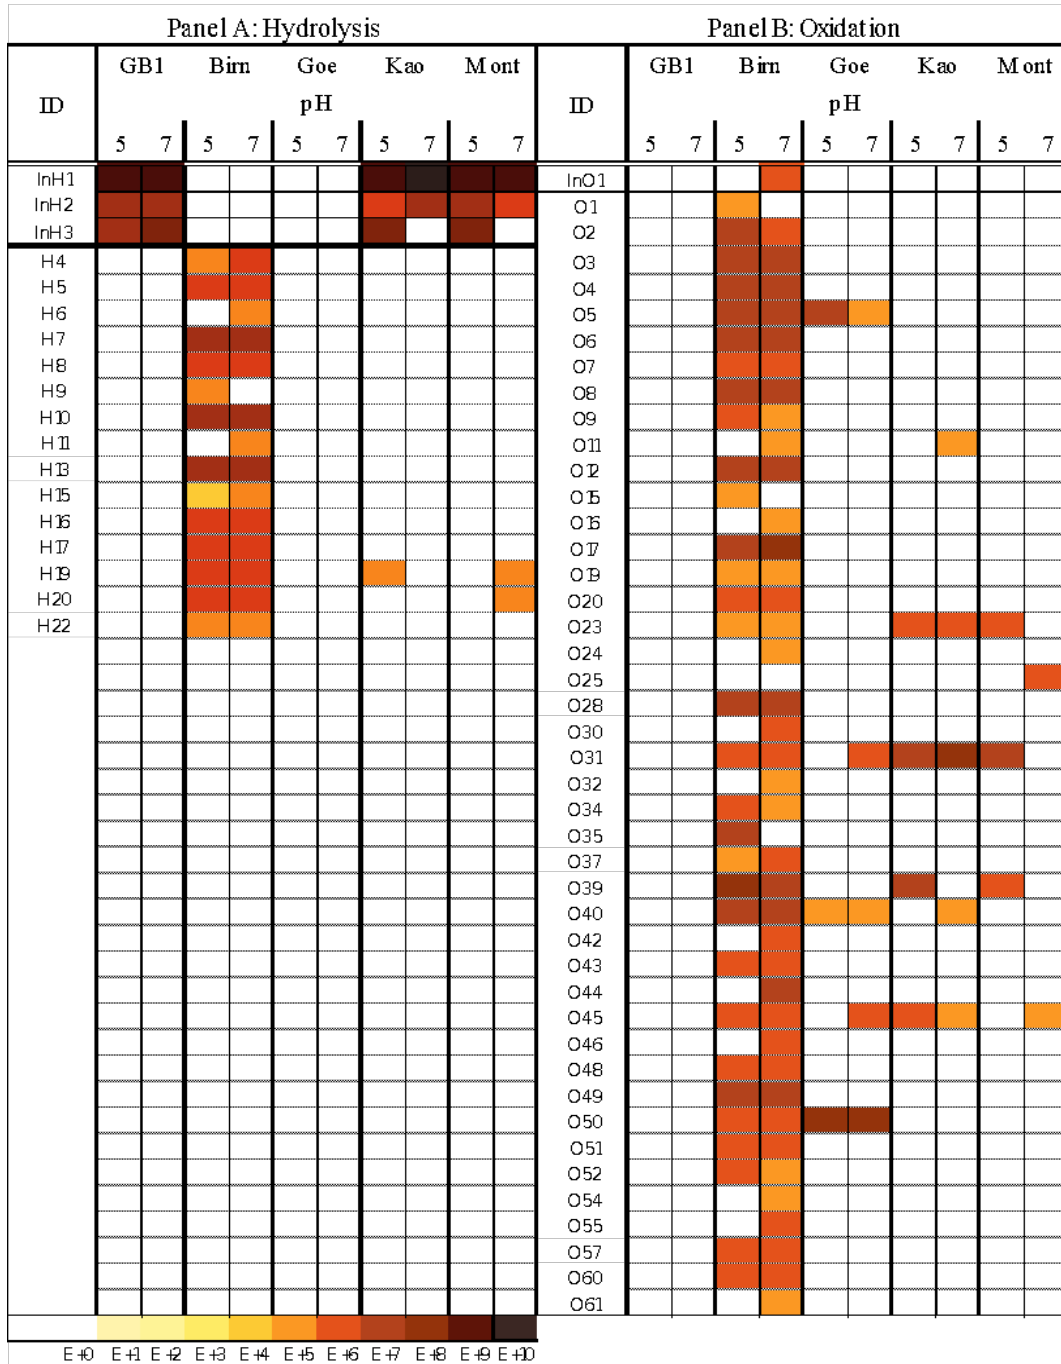 Panel A: Hydrolysis
Panel B: Oxidation
ID GB1 Birn Goe Kao Mont
ID GB1 Birn Goe Kao Mont
pH
pH
5 7 5 7 5 7 5 7 5 7
5 7 5 7 5 7 5 7 5 7
InH1
InH2
InH3
H4
H5
H6
H7
H8
H9
H10
H11
H13
H15
H16
H17
H19
H20
H22
InO1
O1
O2
O3
O4
O5
O6
O7
O8
O9
O11
O12
O15
O16
O17
O19
O20
O23
O24
O25
O28
O30
O31
O32
O34
O35
O37
O39
O40
O42
O43
O44
O45
O46
O48
O49
O50
O51
O52
O54
O55
O57
O60
O61
E+0 E+1 E+2 E+3 E+4 E+5 E+6 E+7 E+8 E+9 E+10